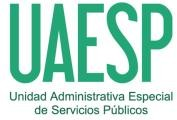 UAESP
Unidad Administrativa Especial
de Servicios Públicos